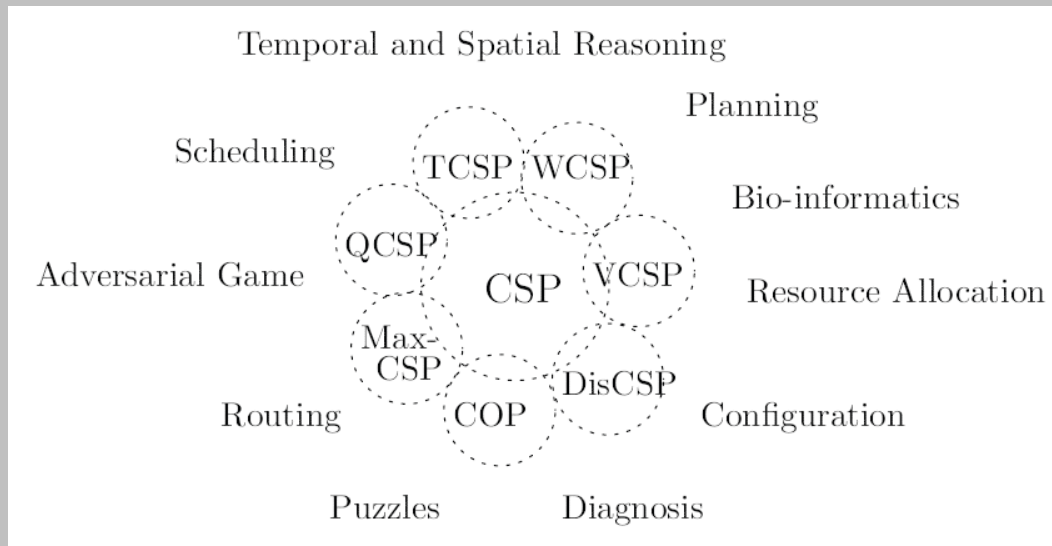 Temporal and Spatial Reasoning
Planning
Scheduling
TCSP
WCSP
Bio-informatics
QCSP
Adversarial Game
CSP
VCSP
Resource Allocation
Max-
CSP
DisCSP
Routing
COP
Configuration
Puzzles
Diagnosis